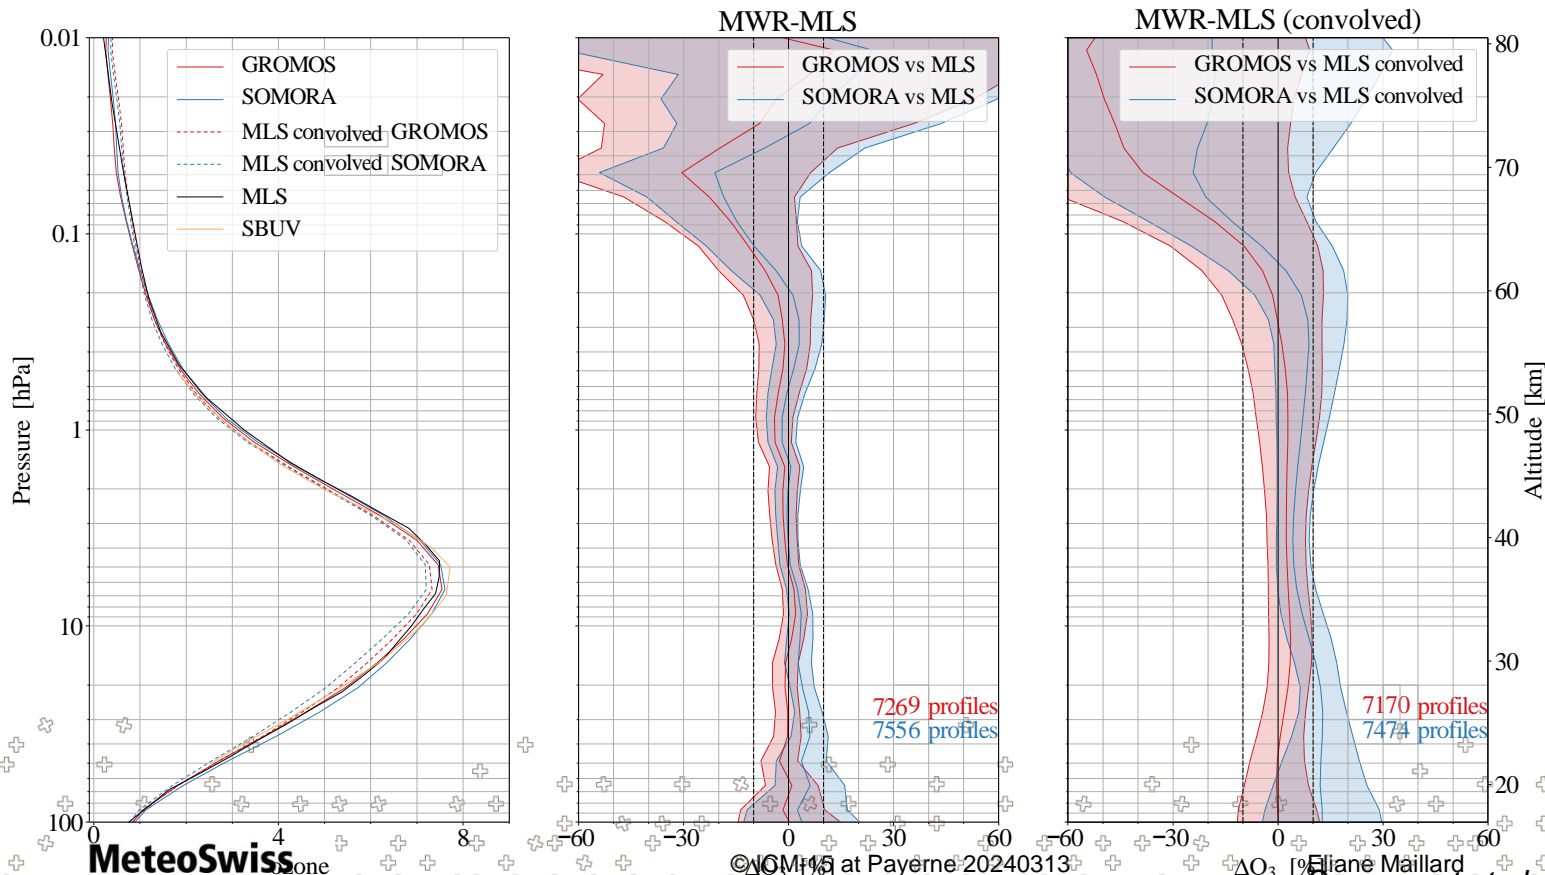 MWR-MLS
MWR-MLS (convolved)
0.01
0.1
1
10
100
Pressure [hPa]
GROMOS
SOMORA
MLS convolved GROMOS
MLS convolved SOMORA
MLS
SBUV
0 4 8
ozone
GROMOS vs MLS
SOMORA vs MLS
7269 profiles
7556 profiles
−60 −30 0 30 60
GROMOS vs MLS convolved
SOMORA vs MLS convolved
7170 profiles
7474 profiles
−60 −30 0 30 60
ΔO3 [%]
80
70
60
50
40
30
20
Altitude [km]
MeteoSwiss
at Payerne 20240313
Eliane Maillard